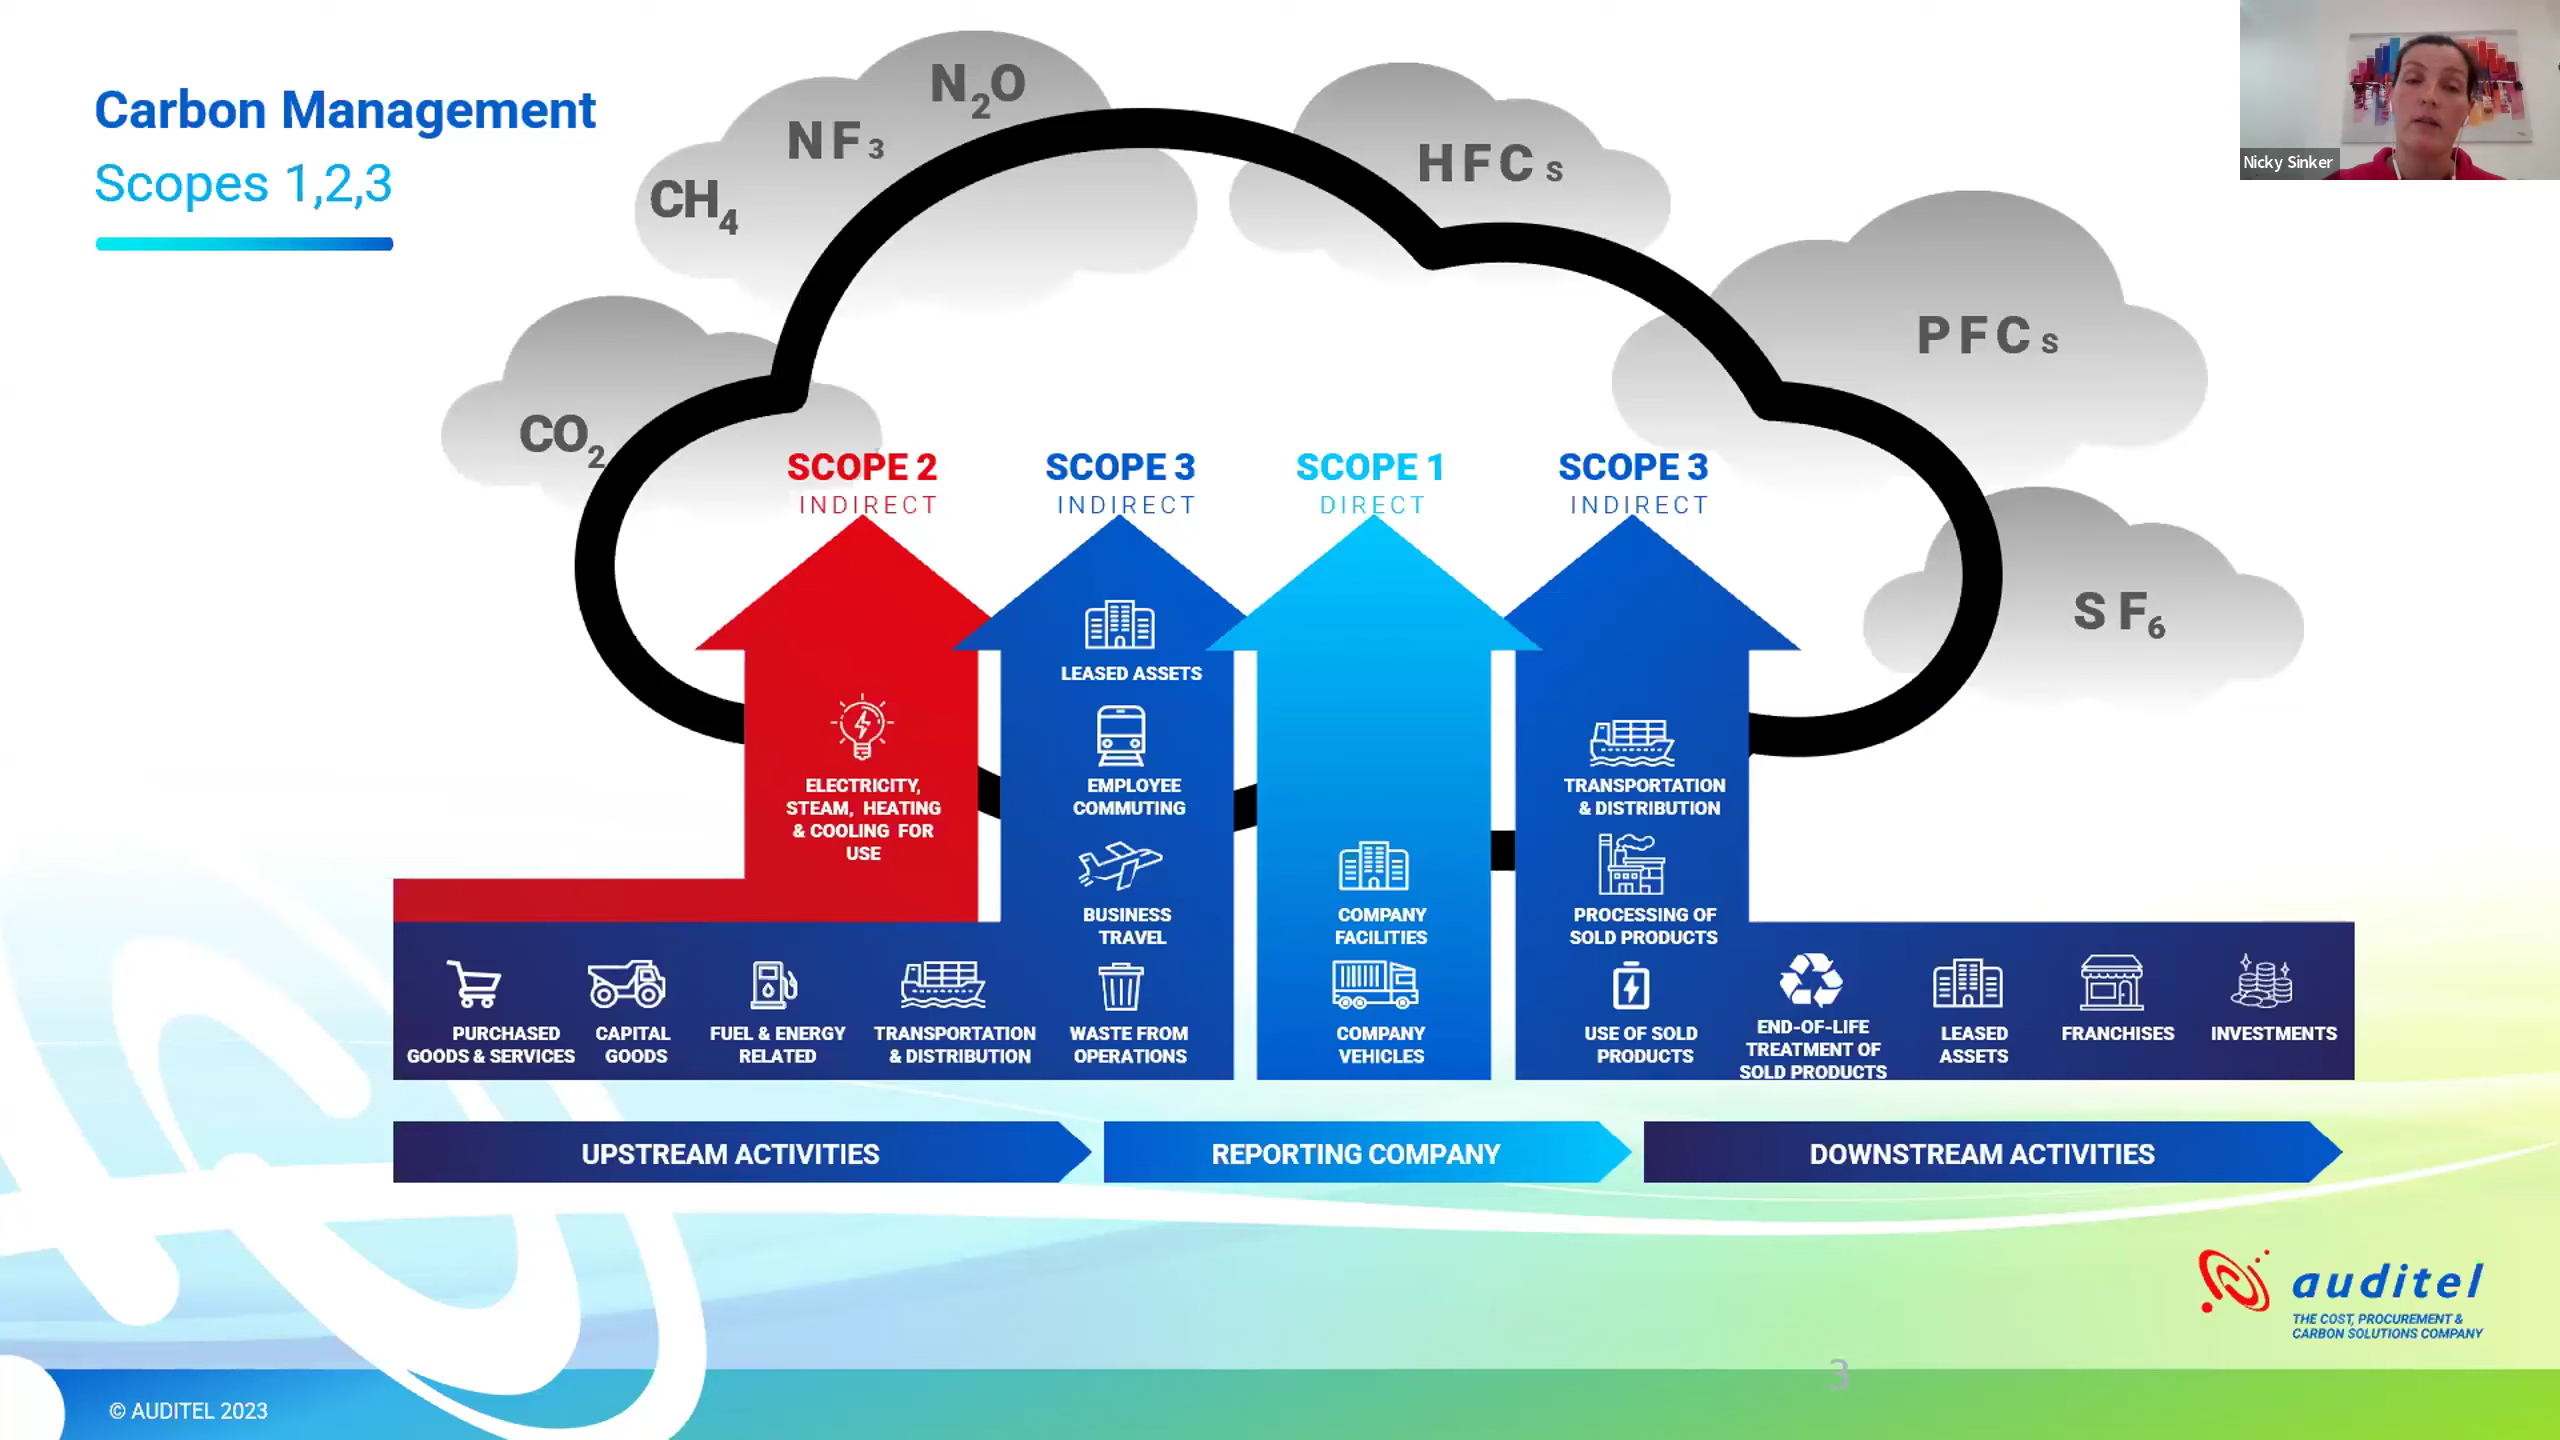 Carbon Management
Scopes 1,2,3
N2O
NF3
CH4
CO2
HFCs
PFCs
SF6
Nicky Sinker
SCOPE 2
INDIRECT
SCOPE 3
INDIRECT
SCOPE 1
DIRECT
SCOPE 3
INDIRECT
ELECTRICITY,
STEAM, HEATING
& COOLING FOR
USE
LEASED ASSETS
EMPLOYEE
COMMUTING
BUSINESS
TRAVEL
WASTE FROM
OPERATIONS
COMPANY
FACILITIES
COMPANY
VEHICLES
TRANSPORTATION
& DISTRIBUTION
PROCESSING OF
SOLD PRODUCTS
USE OF SOLD
PRODUCTS
PURCHASED
GOODS & SERVICES
CAPITAL
GOODS
FUEL & ENERGY
RELATED
TRANSPORTATION
& DISTRIBUTION
END-OF-LIFE
TREATMENT OF
SOLD PRODUCTS
LEASED
ASSETS
FRANCHISES
INVESTMENTS
UPSTREAM ACTIVITIES
REPORTING COMPANY
DOWNSTREAM ACTIVITIES
auditel
THE COST, PROCUREMENT &
CARBON SOLUTIONS COMPANY
3
© AUDITEL 2023